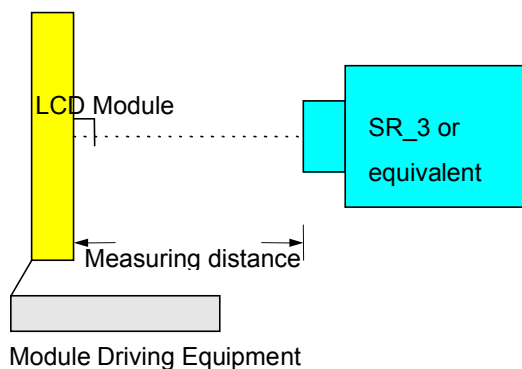 LCD Module
SR_3 or
equivalent
Measuring distance
Module Driving Equipment